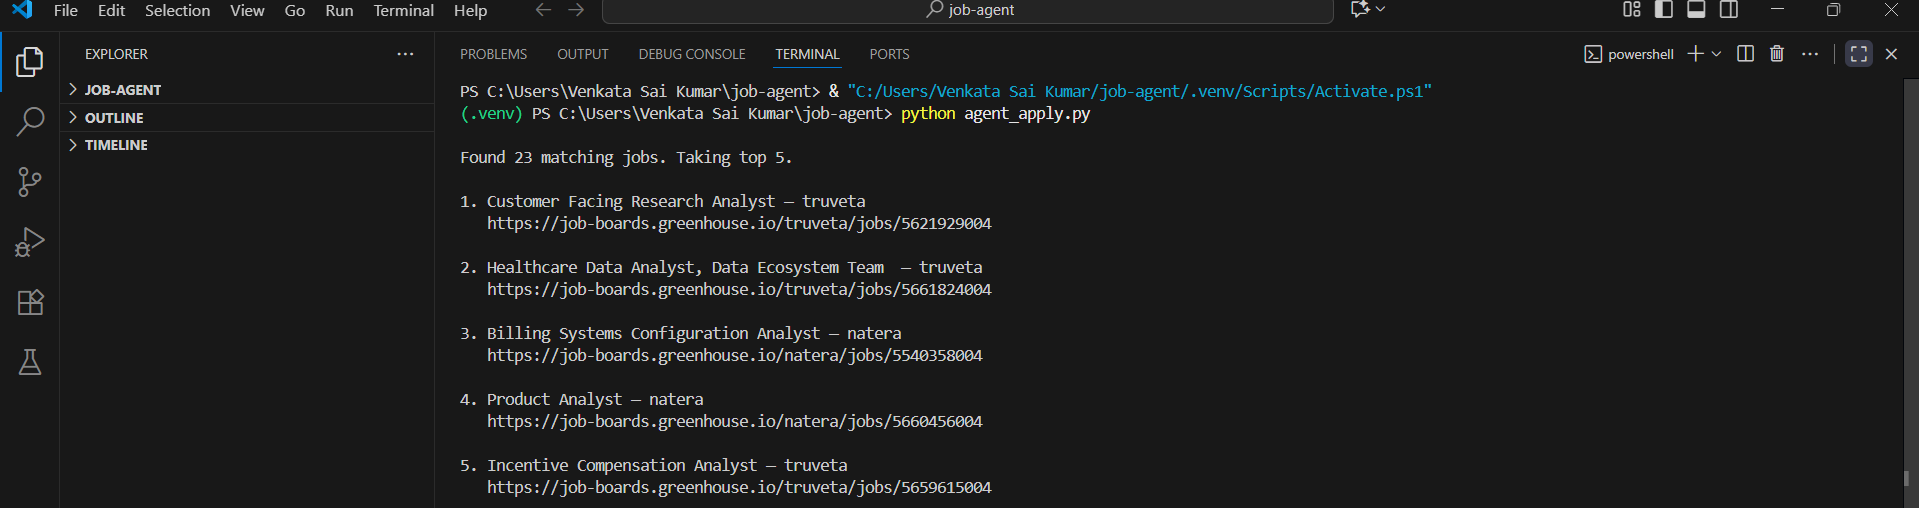 File Edit Selection View Go Run Terminal Help job-agent
EXPLORER
JOB-AGENT
OUTLINE
TIMELINE
PROBLEMS OUTPUT DEBUG CONSOLE TERMINAL PORTS powershell
PS C:\Users\Venkata Sai Kumar\job-agent> & "C:/Users/Venkata Sai Kumar/job-agent/.venv/Scripts/Activate.ps1"
(.venv) PS C:\Users\Venkata Sai Kumar\job-agent> python agent_apply.py
Found 23 matching jobs. Taking top 5.
1. Customer Facing Research Analyst — truveta
https://job-boards.greenhouse.io/truveta/jobs/5621929004
2. Healthcare Data Analyst, Data Ecosystem Team  — truveta
https://job-boards.greenhouse.io/truveta/jobs/5661824004
3. Billing Systems Configuration Analyst — natera
https://job-boards.greenhouse.io/natera/jobs/5540358004
4. Product Analyst — natera
https://job-boards.greenhouse.io/natera/jobs/5660456004
5. Incentive Compensation Analyst — truveta
https://job-boards.greenhouse.io/truveta/jobs/5659615004